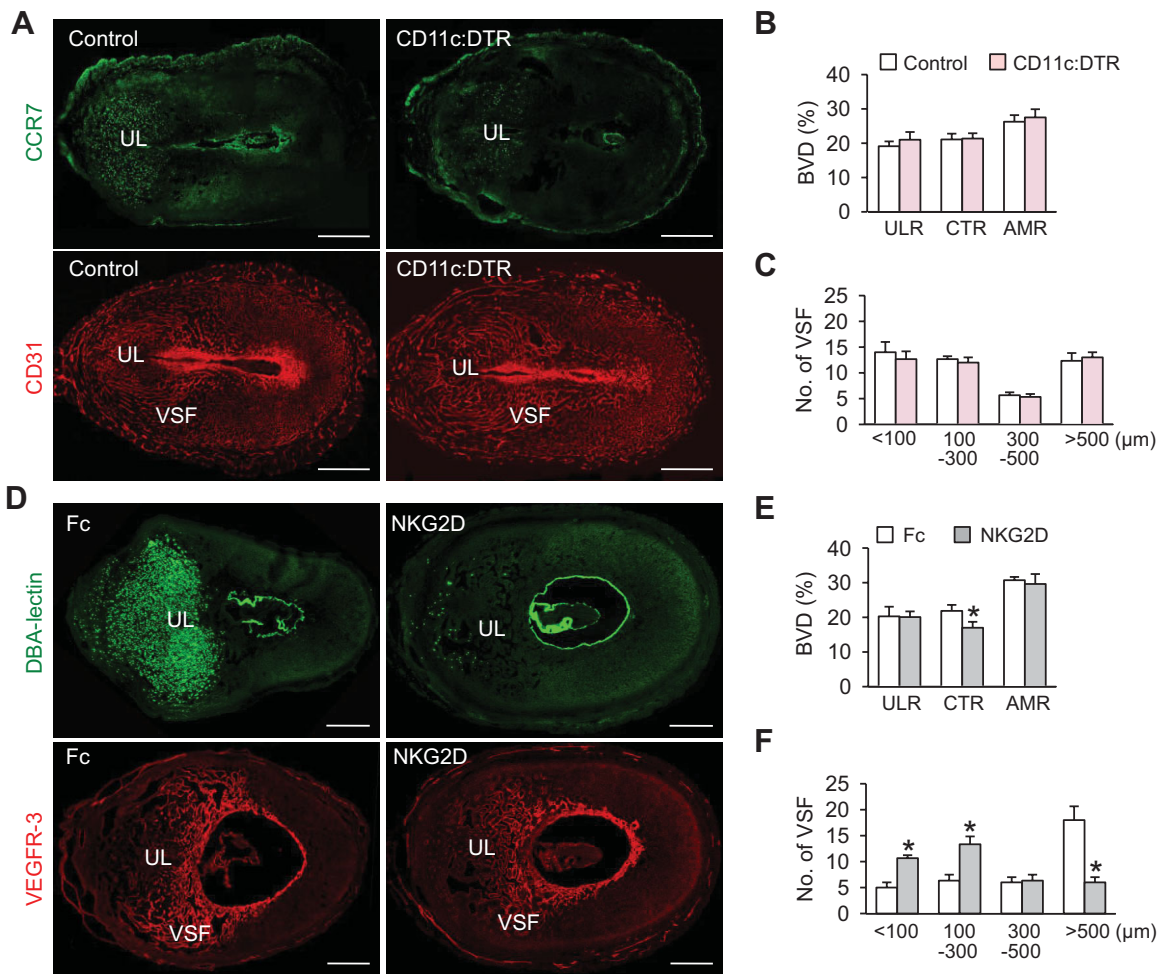 A
Control
CD11c:DTR
CCR7
UL
UL
Control
CD11c:DTR
CD31
UL
VSF
UL
VSF
B
Control
CD11c:DTR
BVD (%)
40
30
20
10
0
ULR
CTR
AMR
C
No. of VSF
25
20
15
10
5
0
<100
100
-300
300
-500
>500
(µm)
D
Fc
NKG2D
DBA-lectin
UL
UL
Fc
NKG2D
VEGFR-3
UL
VSF
UL
VSF
E
Fc
NKG2D
BVD (%)
40
30
20
10
0
*
ULR
CTR
AMR
F
No. of VSF
25
20
15
10
5
0
*
*
*
<100
100
-300
300
-500
>500
(µm)